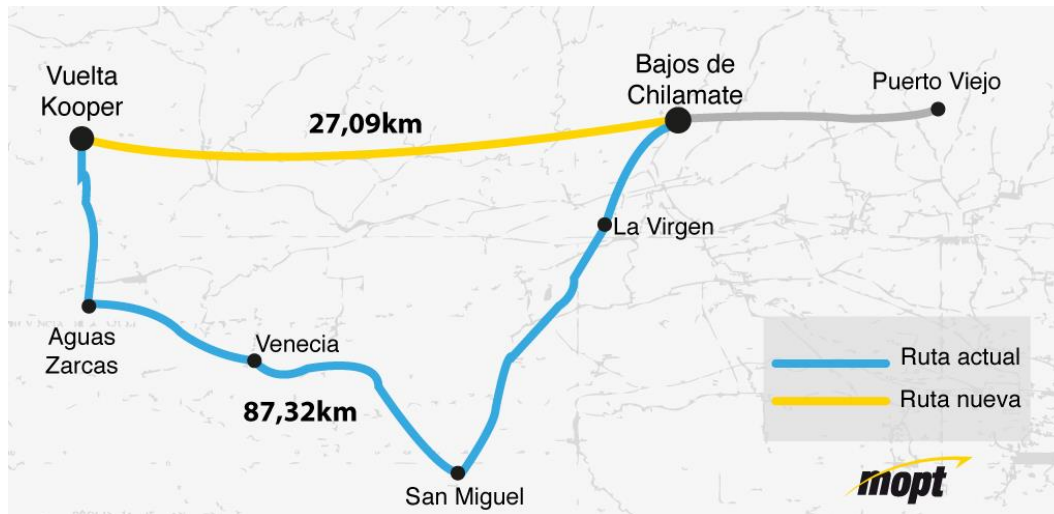 Vuelta
Kooper
27,09km
Bajos de
Chilamate
Puerto Viejo
La Virgen
Aguas
Zarcas
Venecia
87,32km
San Miguel
Ruta actual
Ruta nueva
mopt